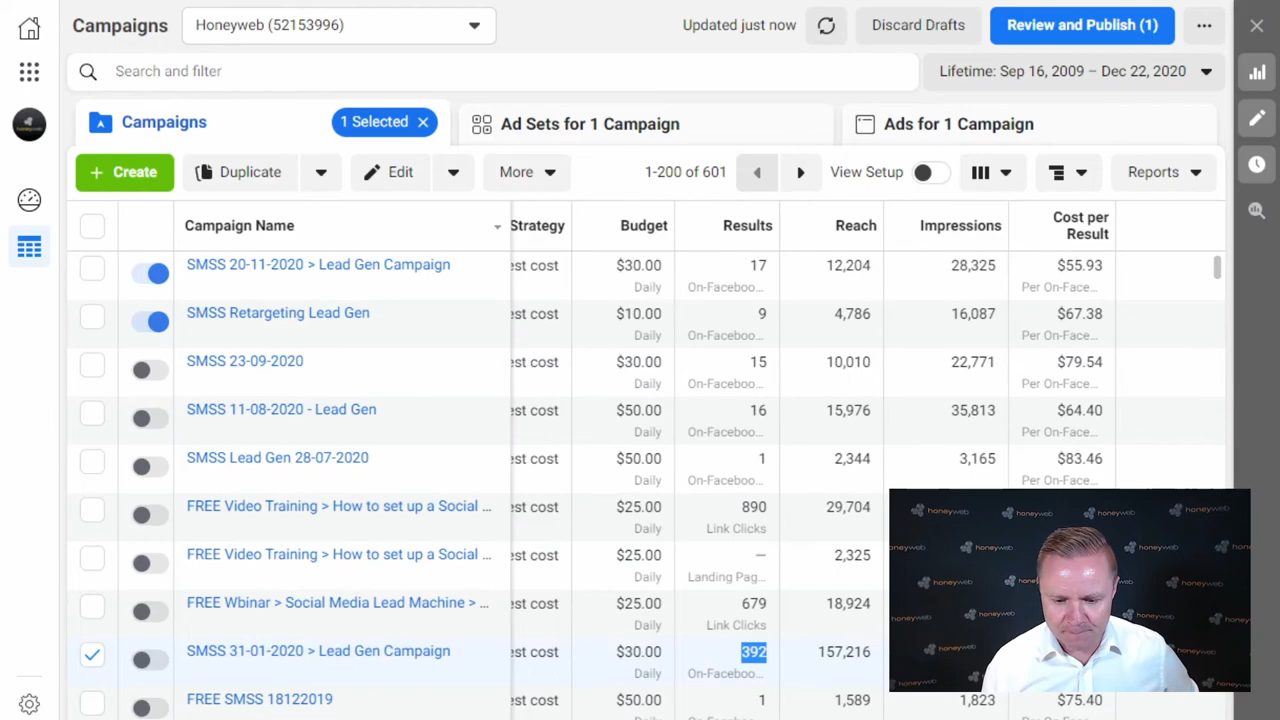 Campaigns
Honeyweb (52153996)
Updated just now
Discard Drafts
Review and Publish (1)
Search and filter
Lifetime: Sep 16, 2009 – Dec 22, 2020
Campaigns
1 Selected
Ad Sets for 1 Campaign
Ads for 1 Campaign
+ Create
Duplicate
Edit
More
1-200 of 601
View Setup
Reports
Campaign Name
Strategy
Budget
Results
Reach
Impressions
Cost per
Result
SMSS 20-11-2020 > Lead Gen Campaign
est cost
$30.00
17
12,204
28,325
$55.93
Daily
On-Faceboo...
Per On-Face...
SMSS Retargeting Lead Gen
est cost
$10.00
9
4,786
16,087
$67.38
Daily
On-Faceboo...
Per On-Face...
SMSS 23-09-2020
est cost
$30.00
15
10,010
22,771
$79.54
Daily
On-Faceboo...
Per On-Face...
SMSS 11-08-2020 - Lead Gen
est cost
$50.00
16
15,976
35,813
$64.40
Daily
On-Faceboo...
Per On-Face...
SMSS Lead Gen 28-07-2020
est cost
$50.00
1
2,344
3,165
$83.46
Daily
On-Faceboo...
Per On-Face...
FREE Video Training > How to set up a Social ...
est cost
$25.00
890
29,704
Daily
Link Clicks
FREE Video Training > How to set up a Social ...
est cost
$25.00
—
2,325
Daily
Landing Pag...
FREE Wbinar > Social Media Lead Machine > ...
est cost
$25.00
679
18,924
Daily
Link Clicks
SMSS 31-01-2020 > Lead Gen Campaign
est cost
$30.00
392
157,216
Daily
On-Faceboo...
FREE SMSS 18122019
est cost
$50.00
1
1,589
1,823
$75.40
honeyweb
honeyweb
honeyweb
honeyweb
honeyweb
honeyweb
honeyweb
honeyweb